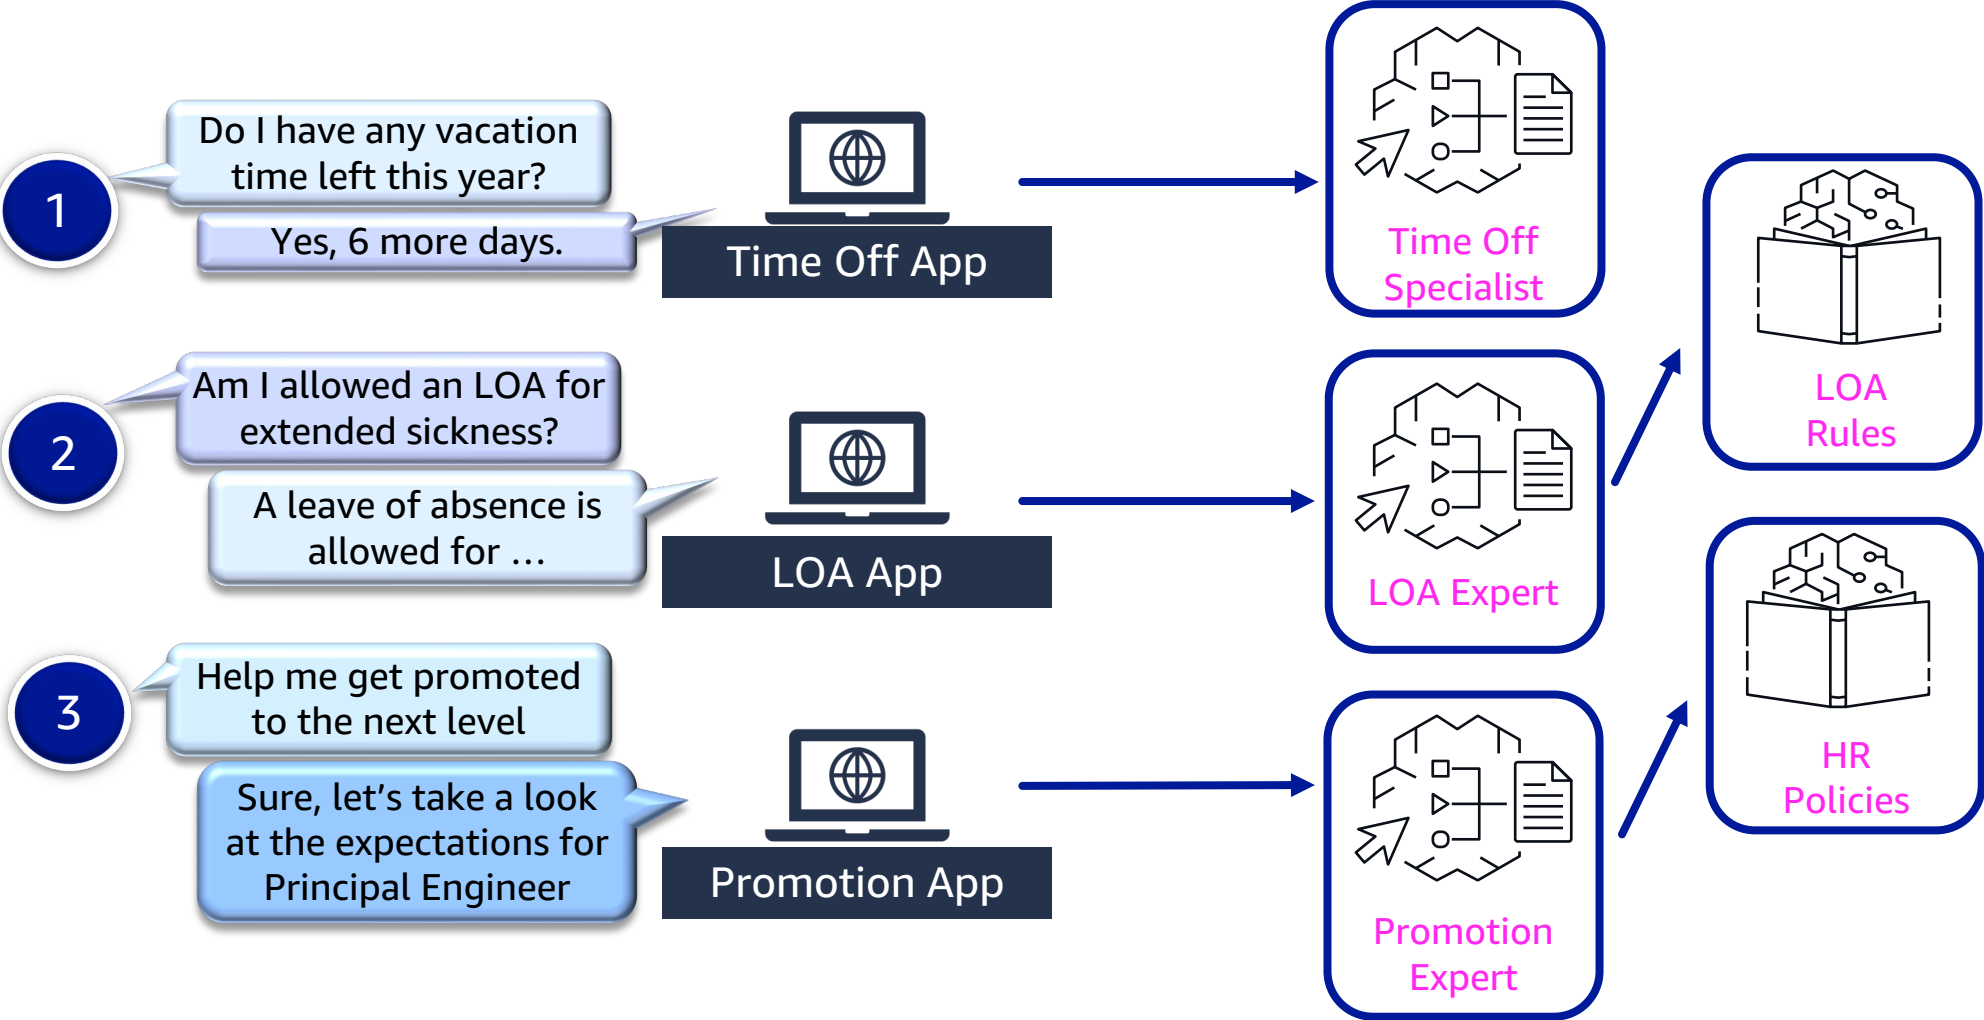 1
Do I have any vacation
time left this year?
Yes, 6 more days.
Time Off App
Time Off
Specialist
2
Am I allowed an LOA for
extended sickness?
A leave of absence is
allowed for …
LOA App
LOA Expert
LOA
Rules
3
Help me get promoted
to the next level
Sure, let’s take a look
at the expectations for
Principal Engineer
Promotion App
Promotion
Expert
HR
Policies